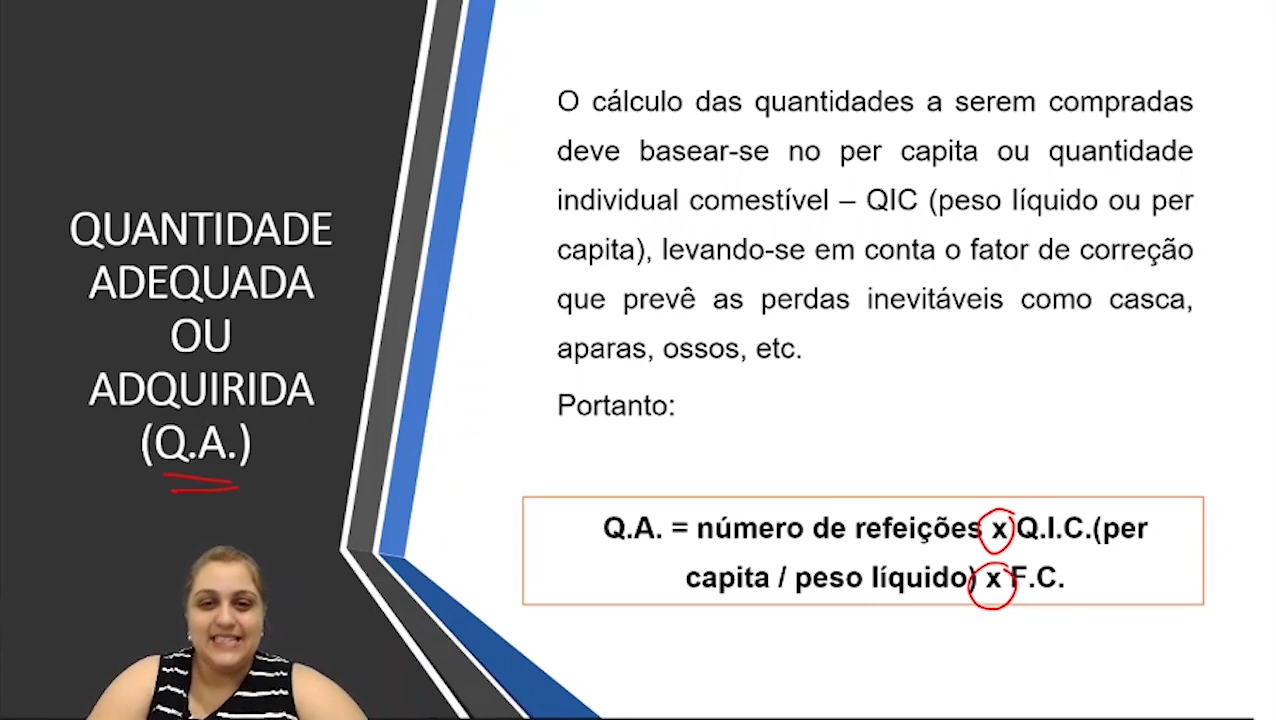 QUANTIDADE
ADEQUADA
OU
ADQUIRIDA
(Q.A.)
O cálculo das quantidades a serem compradas
deve basear-se no per capita ou quantidade
individual comestível – QIC (peso líquido ou per
capita), levando-se em conta o fator de correção
que prevê as perdas inevitáveis como casca,
aparas, ossos, etc.
Portanto:
Q.A. = número de refeições x Q.I.C.(per
capita / peso líquido) x F.C.